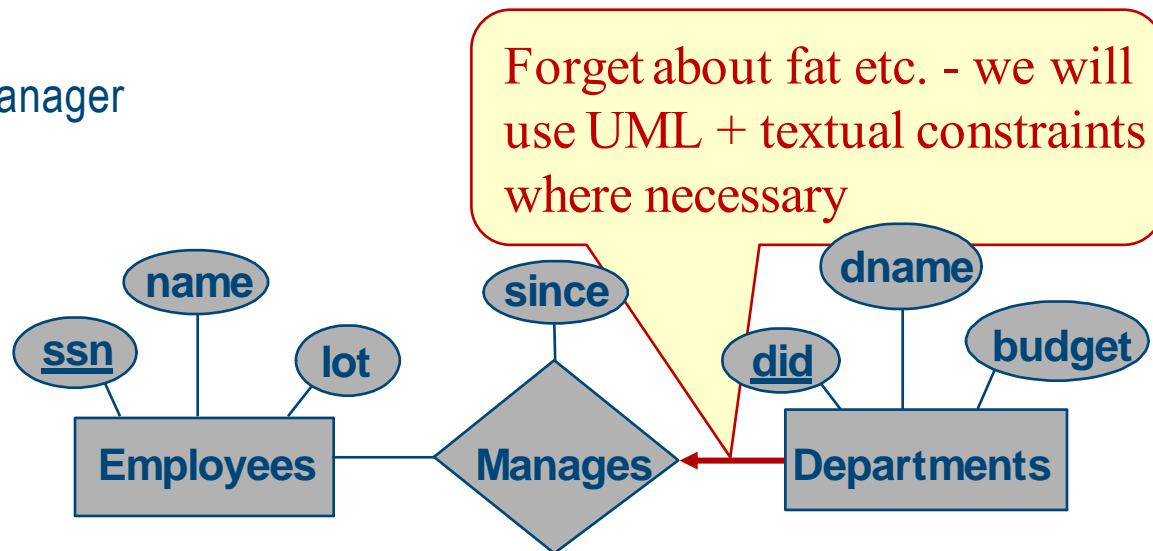 anager
Forget about fat etc. - we will
use UML + textual constraints
where necessary
name
since
dname
ssn
lot
did
budget
Employees
Manages
Departments